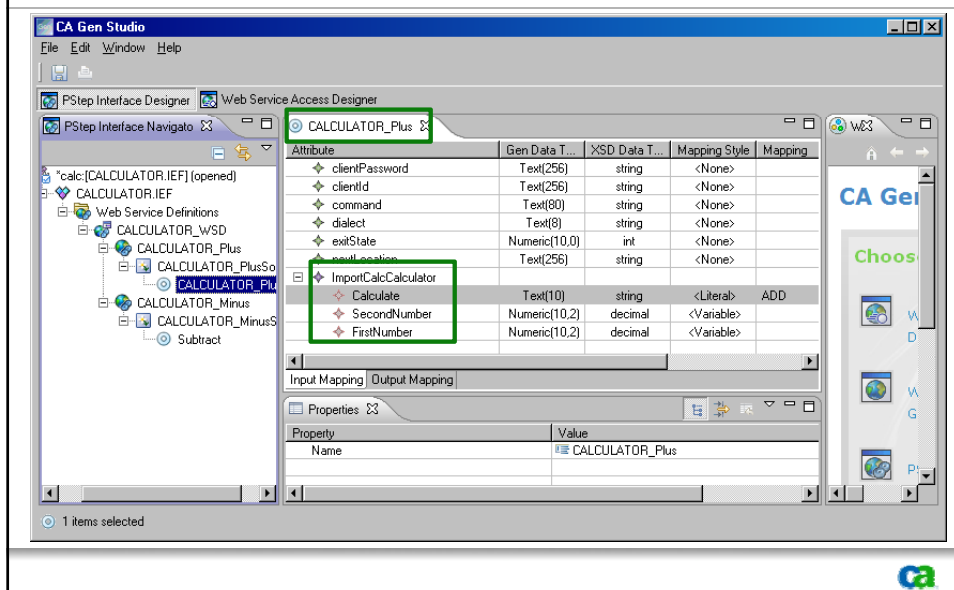 CA Gen Studio
File Edit Window Help
PStep Interface Designer Web Service Access Designer
PStep Interface Navigato
*calc:[CALCULATOR.IEF] (opened)
CALCULATOR.IEF
Web Service Definitions
CALCULATOR_WSD
CALCULATOR_Plus
CALCULATOR_PlusSo
CALCULATOR_Plu
CALCULATOR_Minus
CALCULATOR_MinusS
Subtract
CALCULATOR_Plus
Attribute Gen Data T... XSD Data T... Mapping Style Mapping
clientPassword Text(256) string <None>
clientId Text(256) string <None>
command Text(80) string <None>
dialect Text(8) string <None>
exitState Numeric(10,0) int <None>
nextLocation Text(256) string <None>
ImportCalcCalculator
Calculate Text(10) string <Literal> ADD
SecondNumber Numeric(10,2) decimal <Variable>
FirstNumber Numeric(10,2) decimal <Variable>
Input Mapping Output Mapping
Properties
Property Value
Name CALCULATOR_Plus
CA Gen
Choos
W
D
W
G
PS
1 items selected
ca